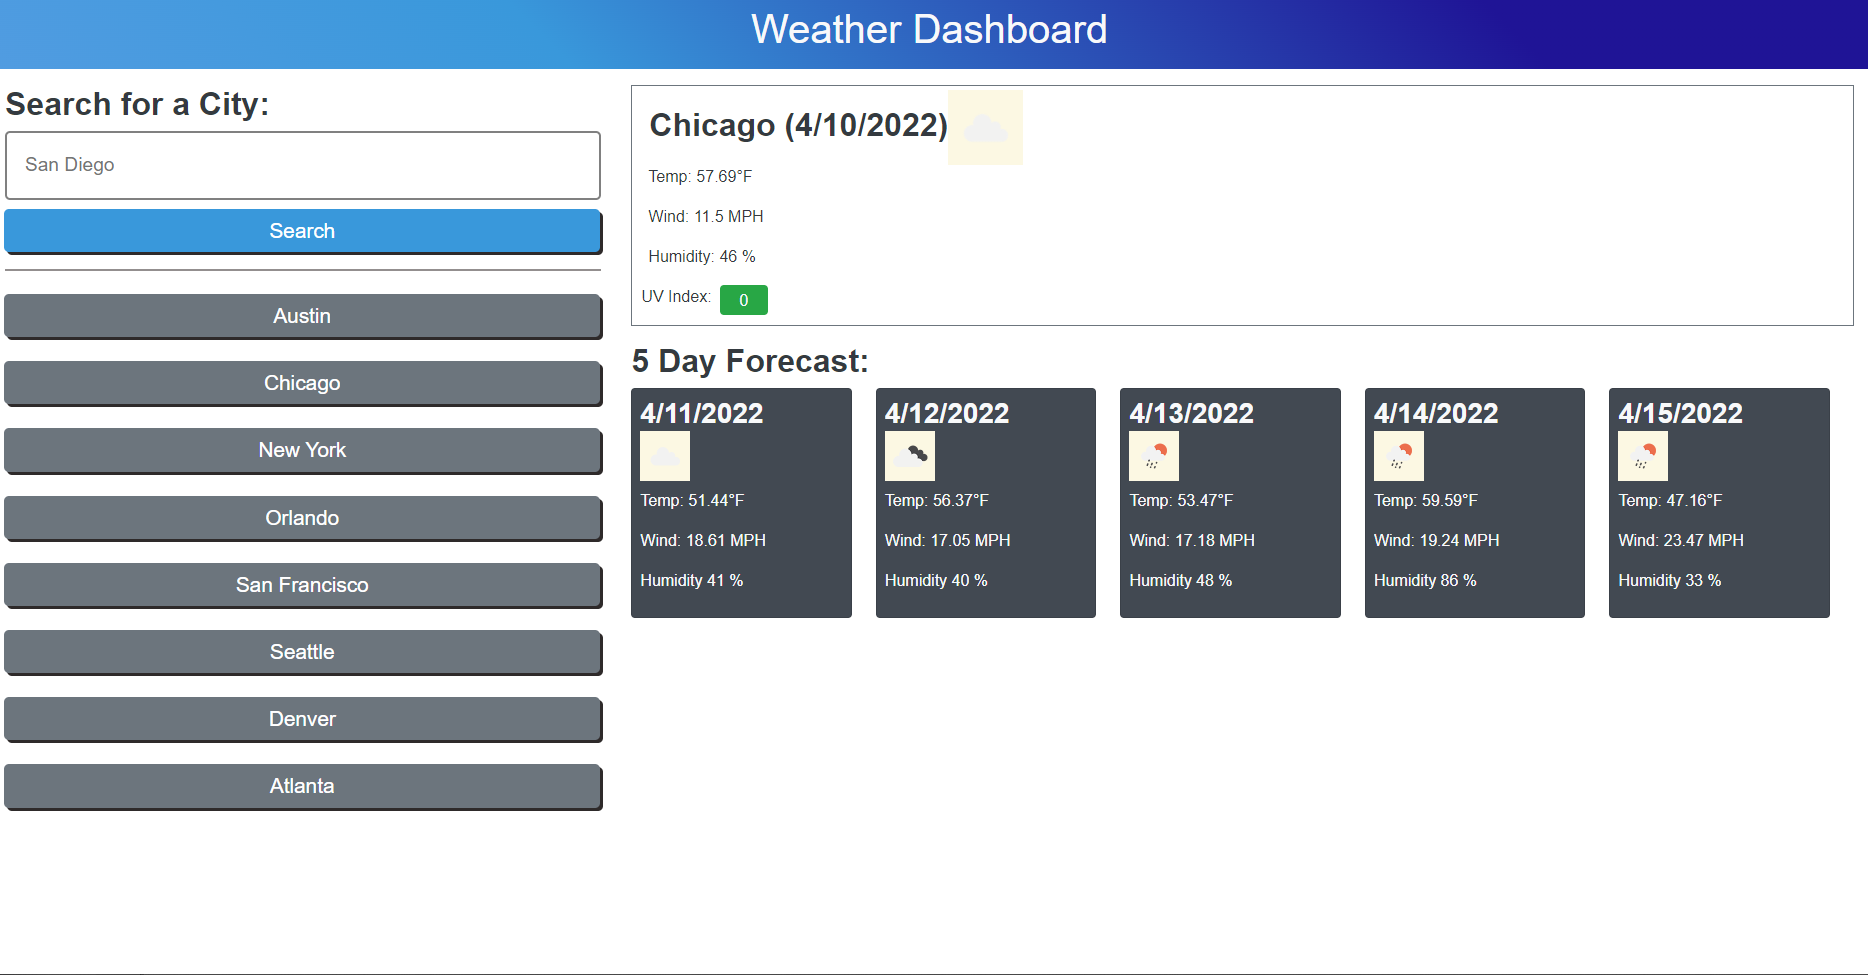 Weather Dashboard
Search for a City:
San Diego
Search
Austin
Chicago
New York
Orlando
San Francisco
Seattle
Denver
Atlanta
Chicago (4/10/2022)
Temp: 57.69°F
Wind: 11.5 MPH
Humidity: 46 %
UV Index: 0
5 Day Forecast:
4/11/2022
Temp: 51.44°F
Wind: 18.61 MPH
Humidity 41 %
4/12/2022
Temp: 56.37°F
Wind: 17.05 MPH
Humidity 40 %
4/13/2022
Temp: 53.47°F
Wind: 17.18 MPH
Humidity 48 %
4/14/2022
Temp: 59.59°F
Wind: 19.24 MPH
Humidity 86 %
4/15/2022
Temp: 47.16°F
Wind: 23.47 MPH
Humidity 33 %